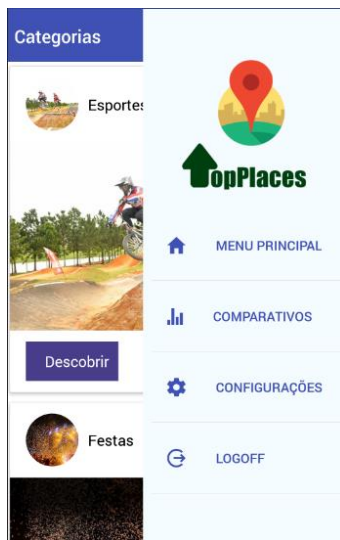 Categorias
Esportes
Descobrir
Festas
TopPlaces
MENU PRINCIPAL
COMPARATIVOS
CONFIGURAÇÕES
LOGOFF